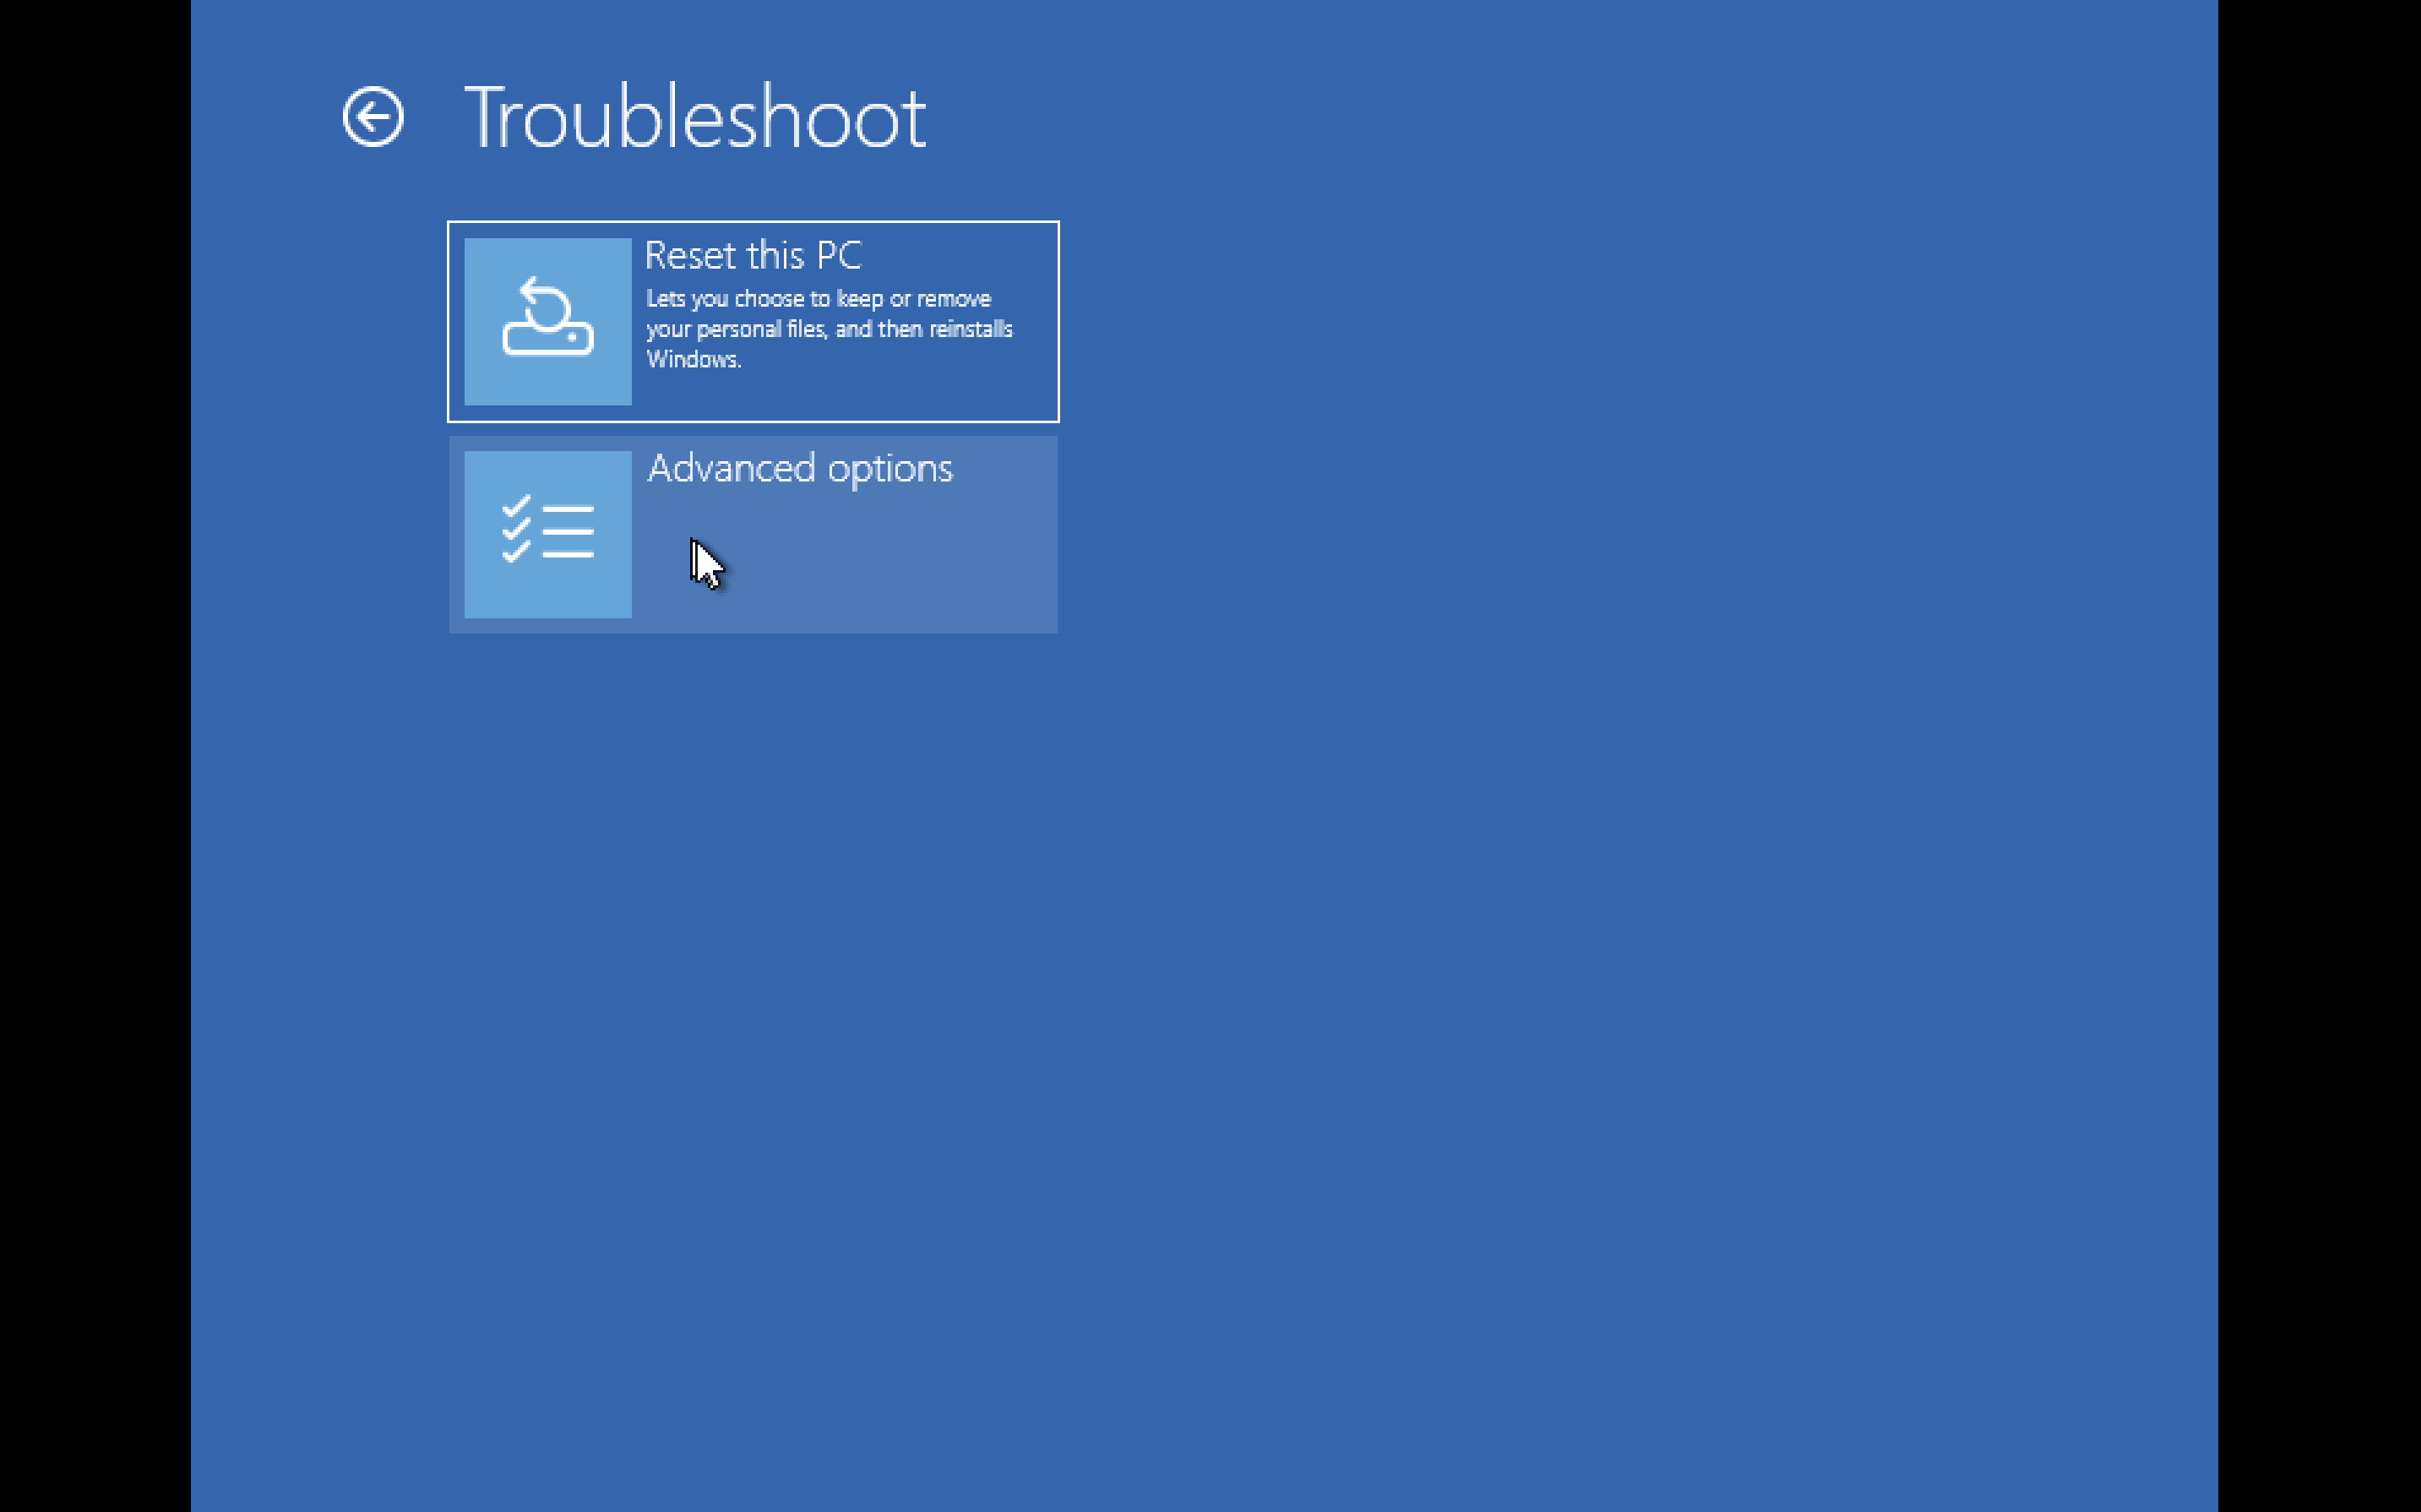 Troubleshoot
Reset this PC
Lets you choose to keep or remove
your personal files, and then reinstalls
Windows.
Advanced options